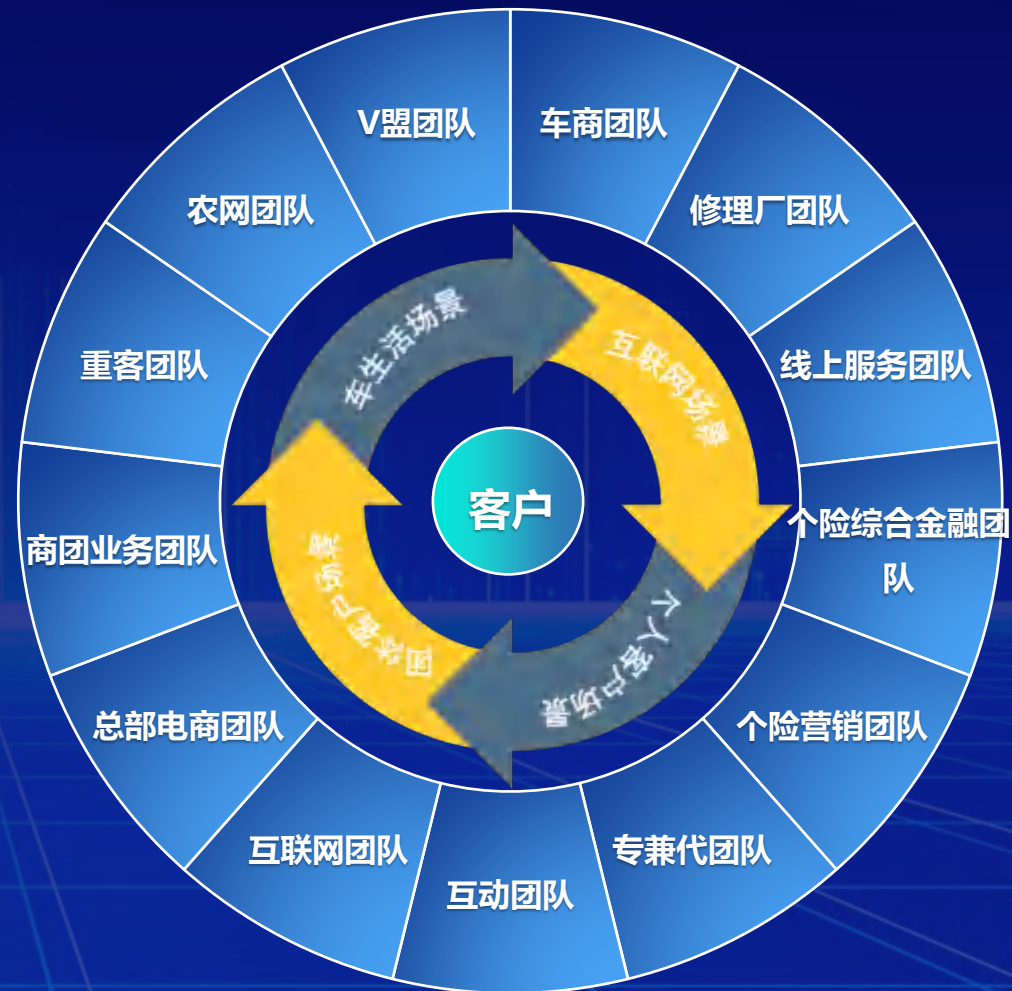 V盟团队
车商团队
修理厂团队
线上服务团队
个险综合金融团
队
个险营销团队
专兼代团队
互动团队
互联网团队
总部电商团队
商团业务团队
重客团队
农网团队
车生活场景
互联网场景
个人客户场景
团体客户场景
客户